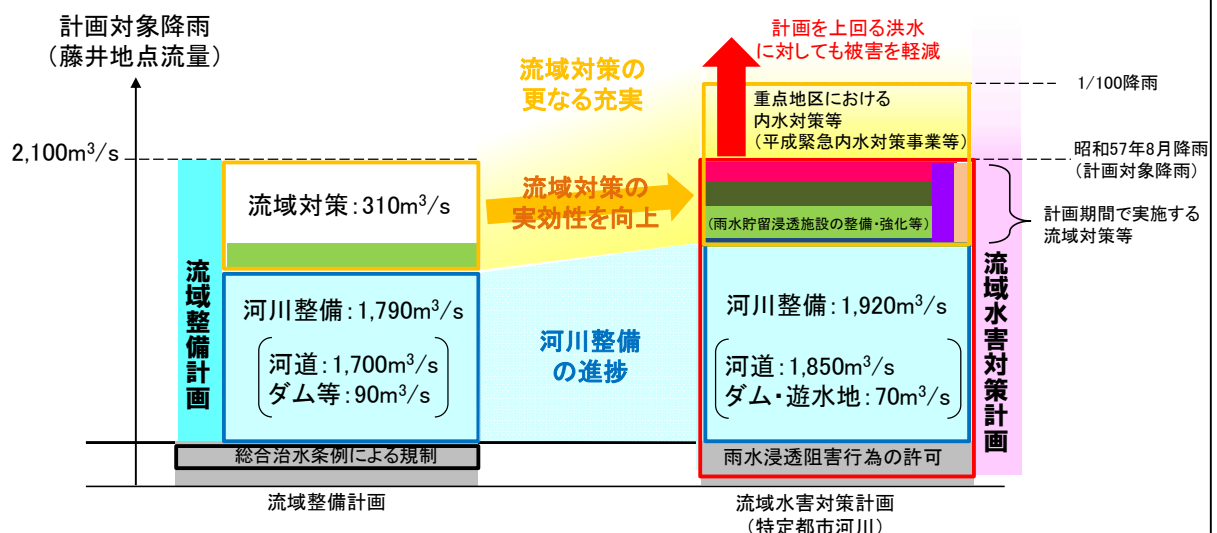 計画対象降雨
（藤井地点流量）
2,100m³/s
流域整備計画
流域対策：310m³/s
河川整備：1,790m³/s
河道：1,700m³/s
ダム等：90m³/s
総合治水条例による規制
流域整備計画
流域対策の
更なる充実
流域対策の
実効性を向上
河川整備
の進捗
計画を上回る洪水
に対しても被害を軽減
重点地区における
内水対策等
（平成緊急内水対策事業等）
（雨水貯留浸透施設の整備・強化等）
河川整備：1,920m³/s
河道：1,850m³/s
ダム・遊水地：70m³/s
雨水浸透阻害行為の許可
流域水害対策計画
（特定都市河川）
1/100降雨
昭和57年8月降雨
（計画対象降雨）
計画期間で実施する
流域対策等
流域水害対策計画